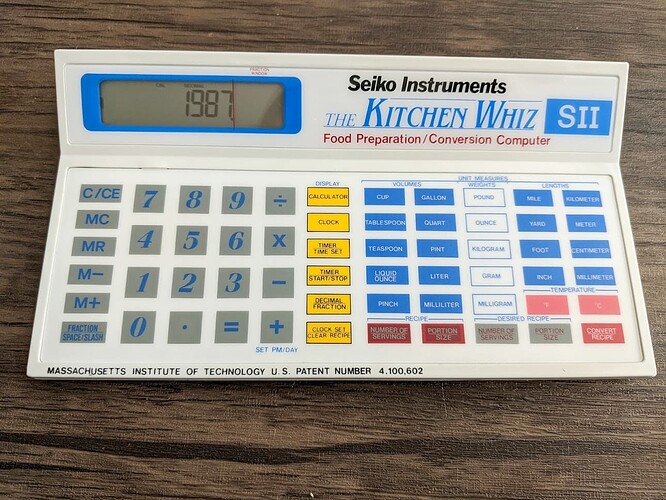 FRACTION
WINDOW
CAL DECIMAL
1987
Seiko Instruments
THE KITCHEN WHIZ SII
Food Preparation/Conversion Computer
DISPLAY
UNIT MEASURES
VOLUMES WEIGHTS LENGTHS
C/CE 7 8 9 ÷ CALCULATOR CUP GALLON POUND MILE KILOMETER
MC
CLOCK TABLESPOON QUART OUNCE YARD METER
MR 4 5 6 X
TIMER
TIME SET
TEASPOON PINT KILOGRAM FOOT CENTIMETER
M− 1 2 3 −
TIMER
START/STOP
LIQUID
OUNCE
LITER GRAM INCH MILLIMETER
TEMPERATURE
M+
DECIMAL
FRACTION
PINCH MILLILITER MILLIGRAM °F °C
RECIPE DESIRED RECIPE
FRACTION
SPACE/SLASH
0 · = +
CLOCK SET
CLEAR RECIPE
NUMBER OF
SERVINGS
PORTION
SIZE
NUMBER OF
SERVINGS
PORTION
SIZE
CONVERT
RECIPE
SET PM/DAY
MASSACHUSETTS INSTITUTE OF TECHNOLOGY U.S. PATENT NUMBER 4,100,602